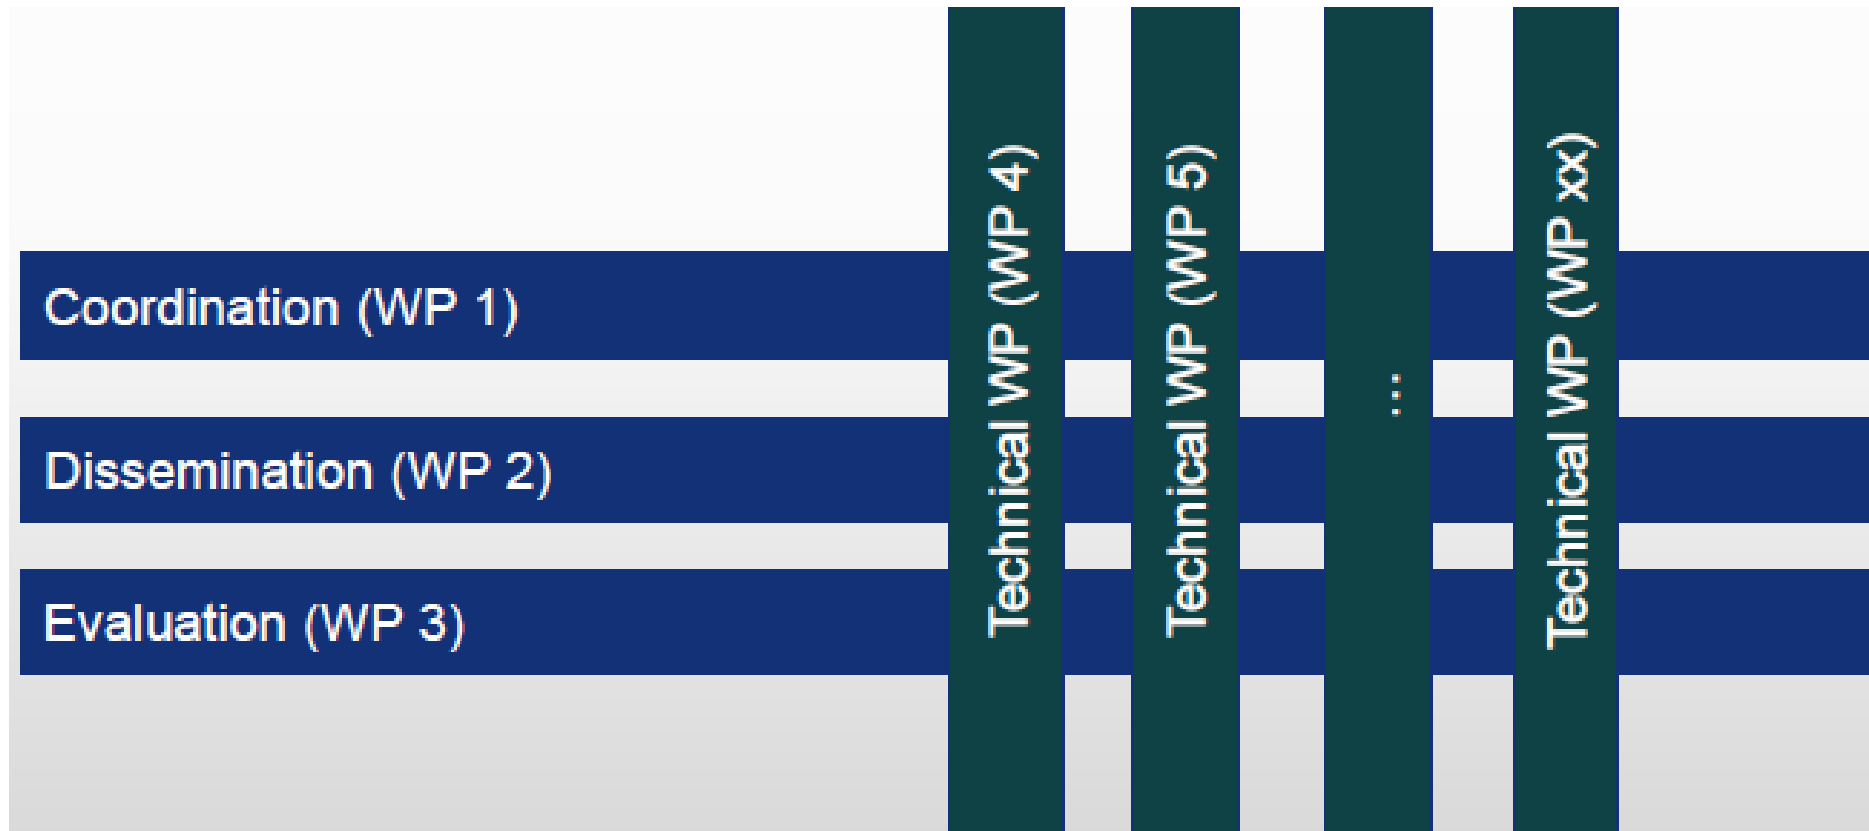 Coordination (WP 1)
Dissemination (WP 2)
Evaluation (WP 3)
Technical WP (WP 4)
Technical WP (WP 5)
...
Technical WP (WP xx)